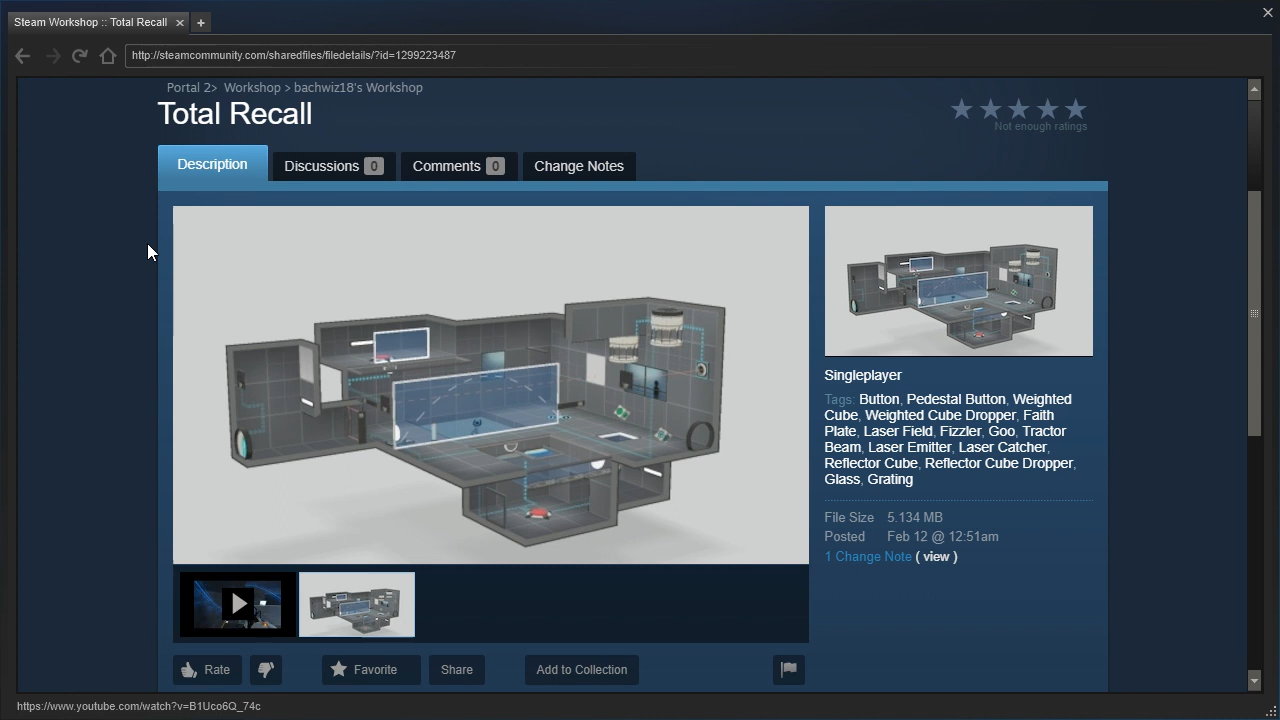 Steam Workshop :: Total Recall
http://steamcommunity.com/sharedfiles/filedetails/?id=1299223487
Portal 2> Workshop > bachwiz18's Workshop
Total Recall
Not enough ratings
Description
Discussions 0
Comments 0
Change Notes
Singleplayer
Tags: Button, Pedestal Button, Weighted
Cube, Weighted Cube Dropper, Faith
Plate, Laser Field, Fizzler, Goo, Tractor
Beam, Laser Emitter, Laser Catcher,
Reflector Cube, Reflector Cube Dropper,
Glass, Grating
File Size 5.134 MB
Posted Feb 12 @ 12:51am
1 Change Note ( view )
Rate
Favorite
Share
Add to Collection
https://www.youtube.com/watch?v=B1Uco6Q_74c